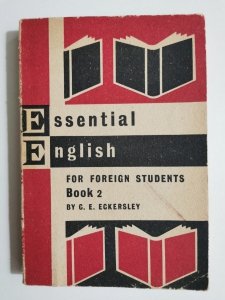 Essential
English
FOR FOREIGN STUDENTS
Book 2
BY C. E. ECKERSLEY